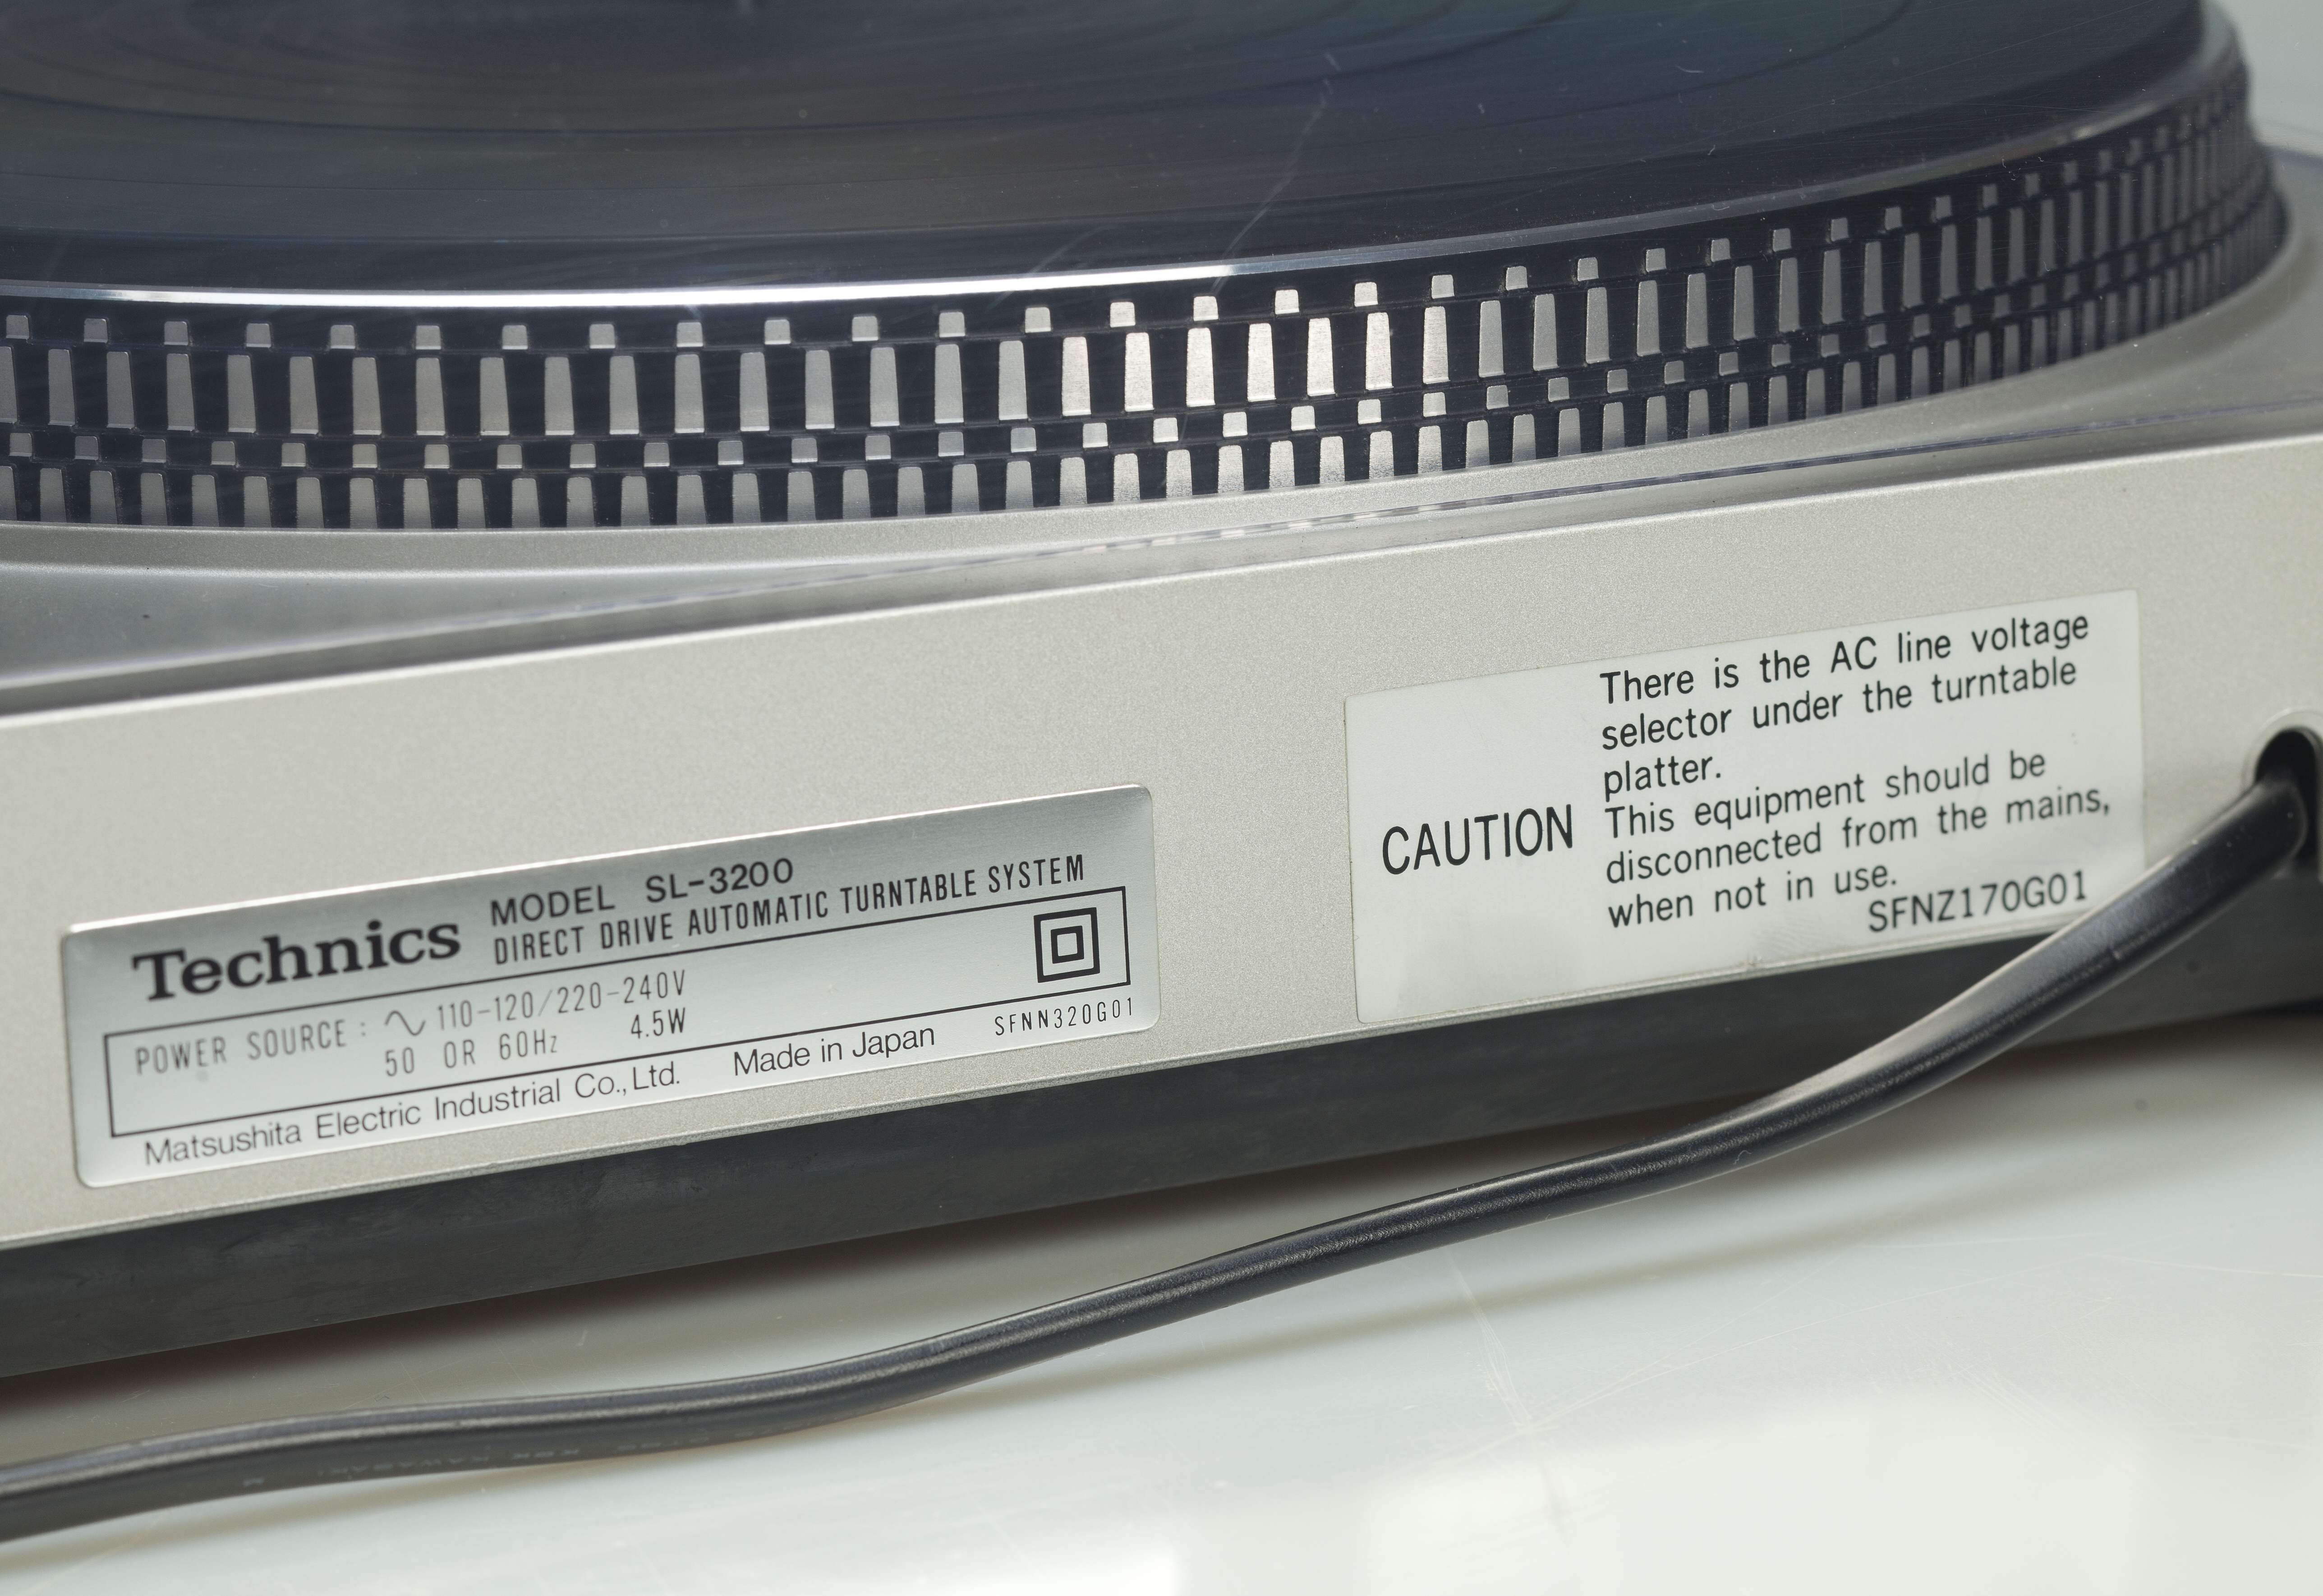 Technics MODEL SL-3200
DIRECT DRIVE AUTOMATIC TURNTABLE SYSTEM
POWER SOURCE : ∿ 110-120/220-240V
50 OR 60Hz 4.5W
Matsushita Electric Industrial Co., Ltd. Made in Japan SFNN320G01
CAUTION
There is the AC line voltage
selector under the turntable
platter.
This equipment should be
disconnected from the mains,
when not in use.
SFNZ170G01